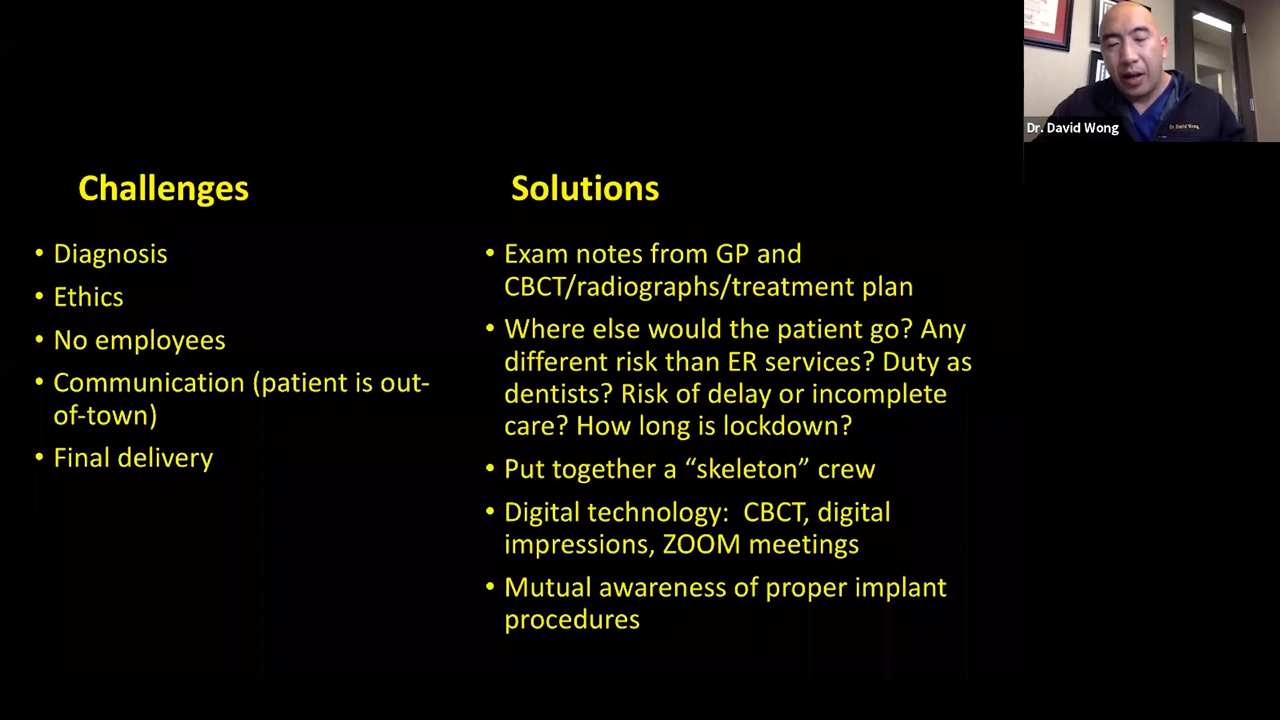 Dr. David Wong
Dr. David Wong
Challenges
• Diagnosis
• Ethics
• No employees
• Communication (patient is out-
of-town)
• Final delivery
Solutions
• Exam notes from GP and
CBCT/radiographs/treatment plan
• Where else would the patient go? Any
different risk than ER services? Duty as
dentists? Risk of delay or incomplete
care? How long is lockdown?
• Put together a “skeleton” crew
• Digital technology:  CBCT, digital
impressions, ZOOM meetings
• Mutual awareness of proper implant
procedures